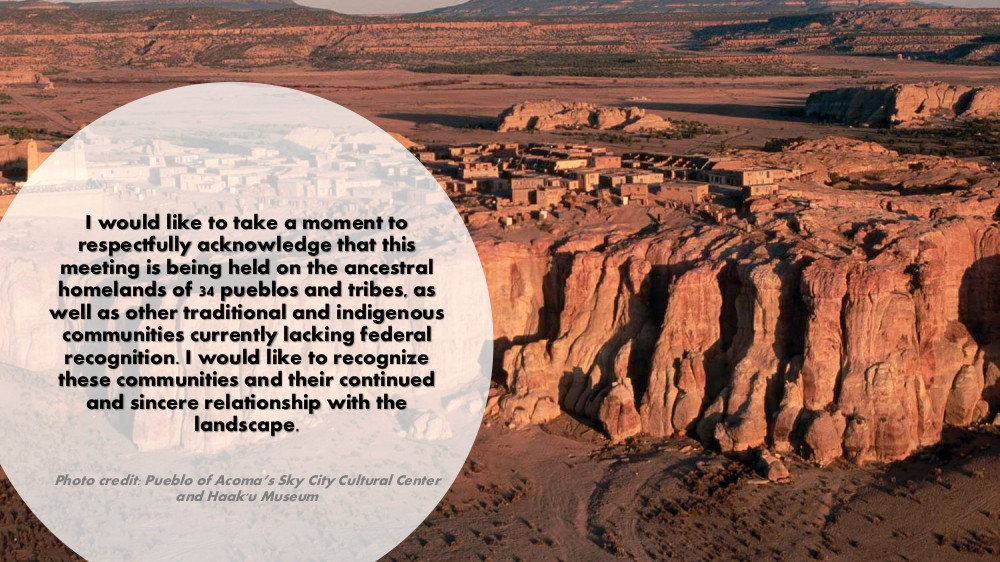 I would like to take a moment to
respectfully acknowledge that this
meeting is being held on the ancestral
homelands of 34 pueblos and tribes, as
well as other traditional and indigenous
communities currently lacking federal
recognition. I would like to recognize
these communities and their continued
and sincere relationship with the
landscape.
Photo credit: Pueblo of Acoma's Sky City Cultural Center
and Haak'u Museum